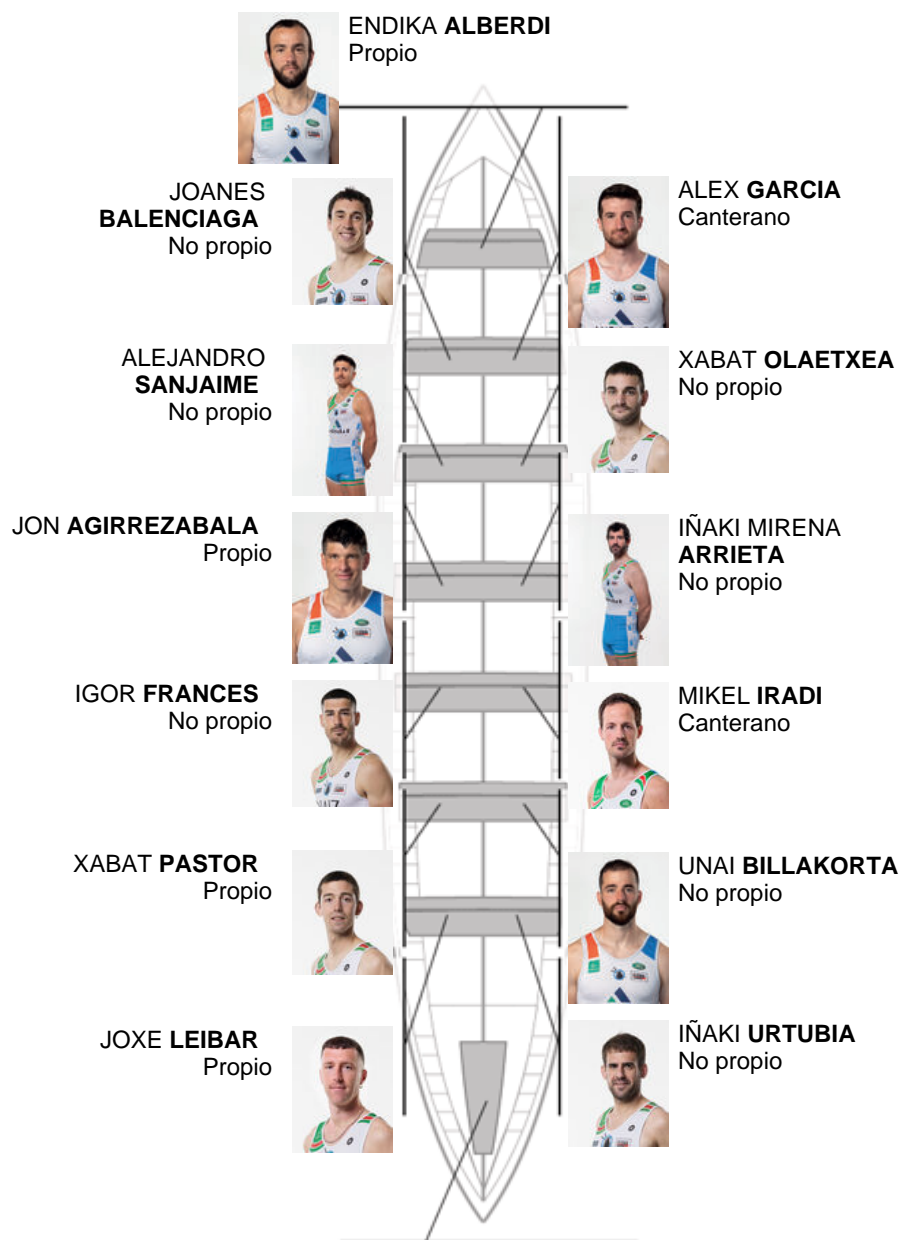 ENDIKA ALBERDI
Propio
JOANES
BALENCIAGA
No propio
ALEX GARCIA
Canterano
ALEJANDRO
SANJAIME
No propio
XABAT OLAETXEA
No propio
JON AGIRREZABALA
Propio
IÑAKI MIRENA
ARRIETA
No propio
IGOR FRANCES
No propio
MIKEL IRADI
Canterano
XABAT PASTOR
Propio
UNAI BILLAKORTA
No propio
JOXE LEIBAR
Propio
IÑAKI URTUBIA
No propio